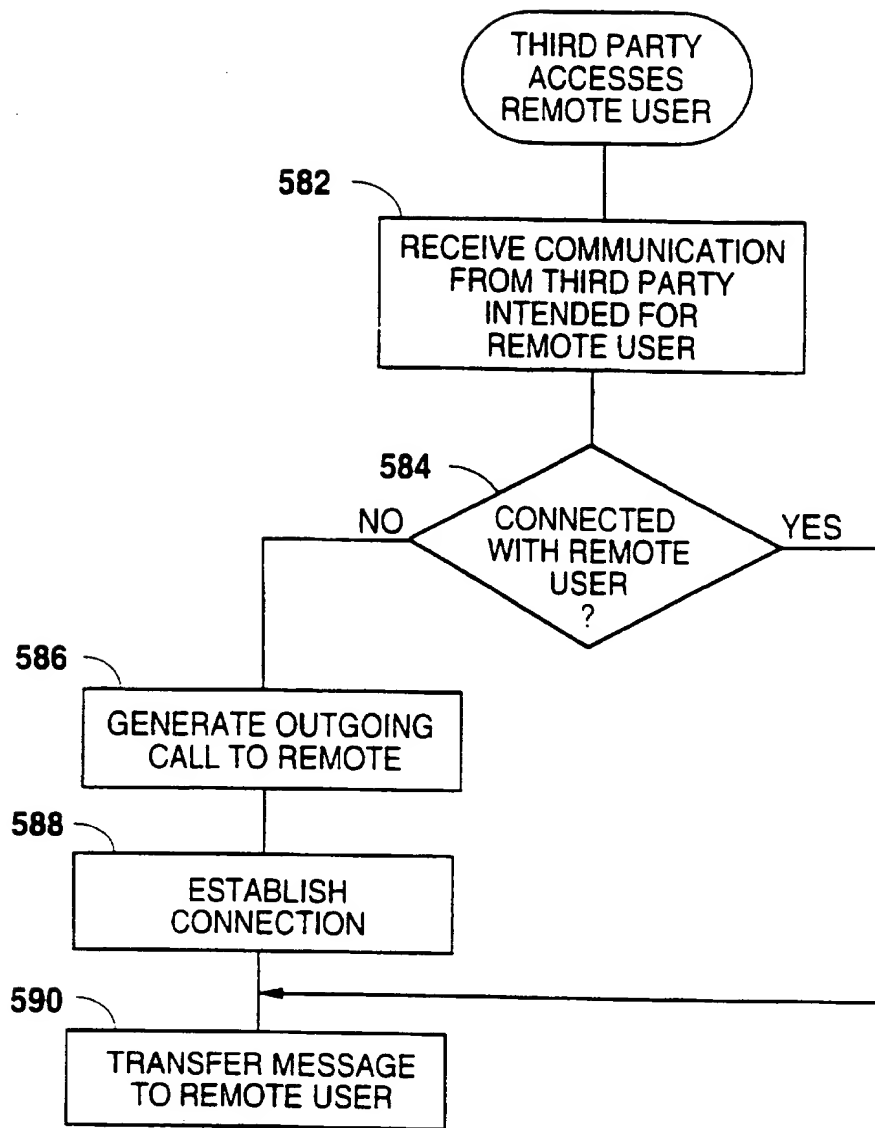 THIRD PARTY
ACCESSES
REMOTE USER
582
RECEIVE COMMUNICATION
FROM THIRD PARTY
INTENDED FOR
REMOTE USER
584
NO
CONNECTED
WITH REMOTE
USER
?
YES
586
GENERATE OUTGOING
CALL TO REMOTE
588
ESTABLISH
CONNECTION
590
TRANSFER MESSAGE
TO REMOTE USER